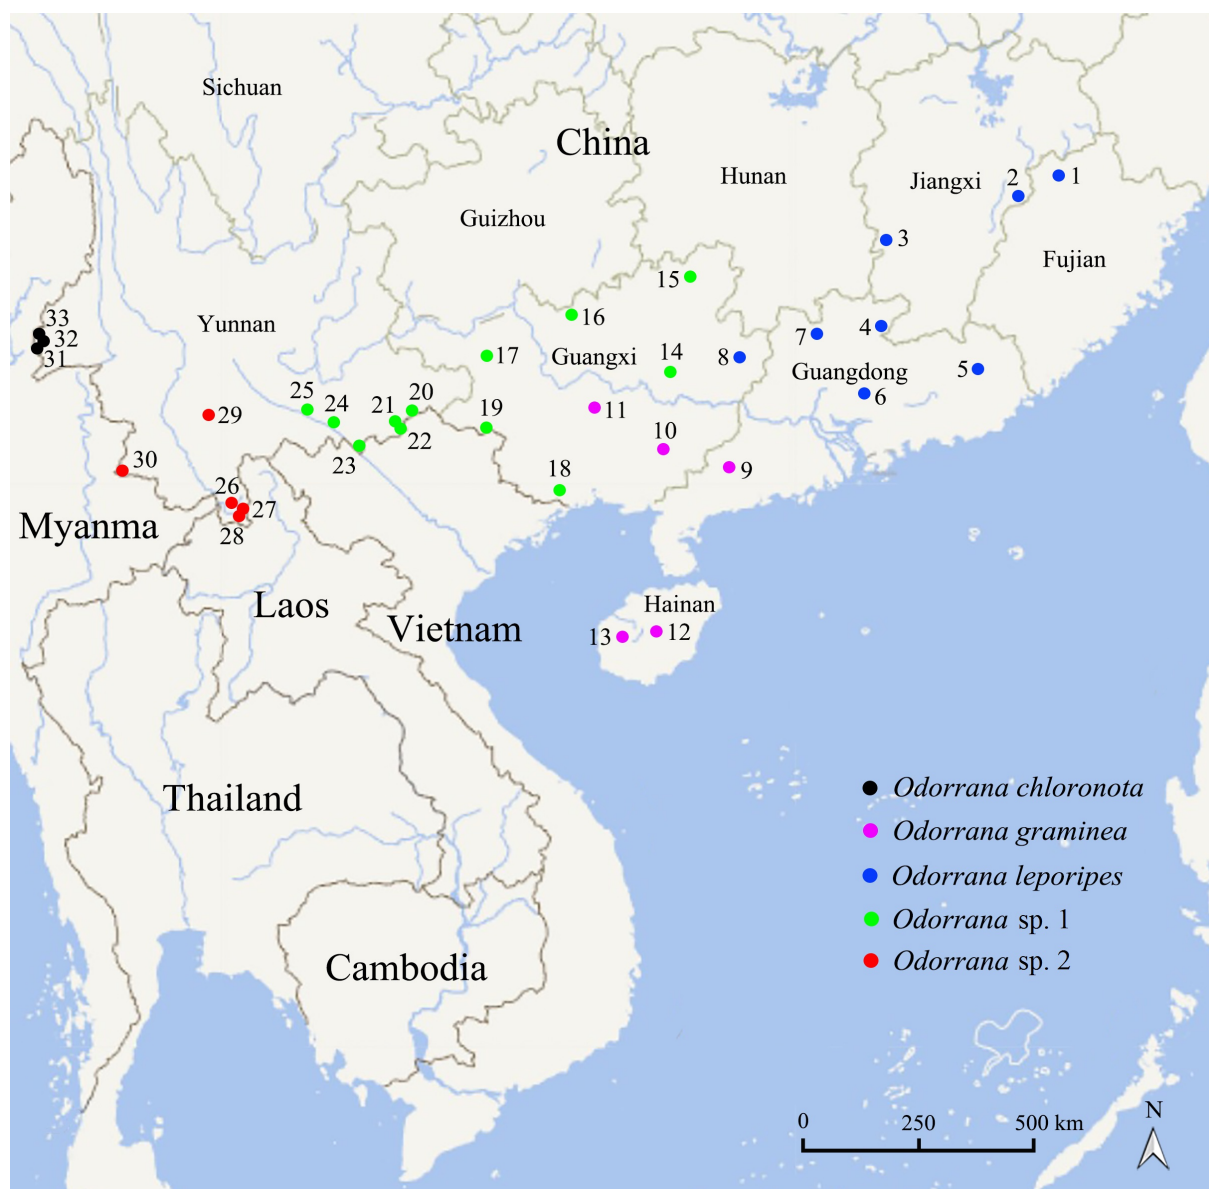 Sichuan
China
Hunan
Jiangxi
2
1
Guizhou
3
Fujian
15
33
32
31
Yunnan
16
7
4
17
Guangxi
14
8
Guangdong
5
6
25
24
21
20
29
22
19
11
23
10
9
30
18
26
27
28
Myanma
Laos
Vietnam
Hainan
13
12
Thailand
Odorrana chloronota
Odorrana graminea
Odorrana leporipes
Odorrana sp. 1
Odorrana sp. 2
Cambodia
N
0 250 500 km